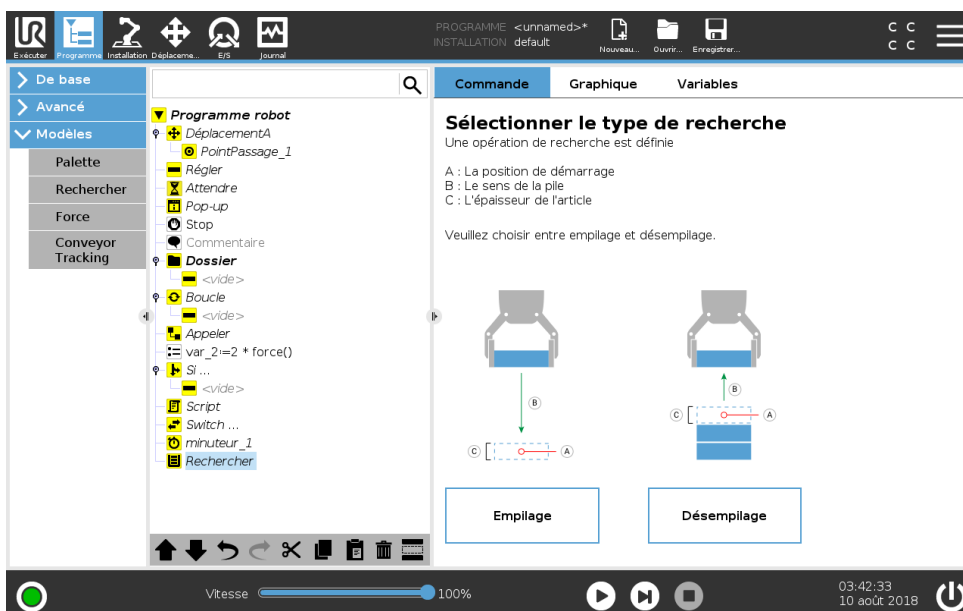 UR
PROGRAMME <unnamed>*
INSTALLATION default
Exécuter Programme Installation Déplaceme... E/S Journal Nouveau... Ouvrir... Enregistrer...
C C
C C
De base
Avancé
Modèles
Palette
Rechercher
Force
Conveyor
Tracking
Programme robot
DéplacementA
PointPassage_1
Régler
Attendre
Pop-up
Stop
Commentaire
Dossier
<vide>
Boucle
<vide>
Appeler
var_2≔2 * force()
Si ...
<vide>
Script
Switch ...
minuteur_1
Rechercher
Commande Graphique Variables
Sélectionner le type de recherche
Une opération de recherche est définie
A : La position de démarrage
B : Le sens de la pile
C : L'épaisseur de l'article
Veuillez choisir entre empilage et désempilage.
B
C A
B
C A
Empilage Désempilage
Vitesse 100%
03:42:33
10 août 2018